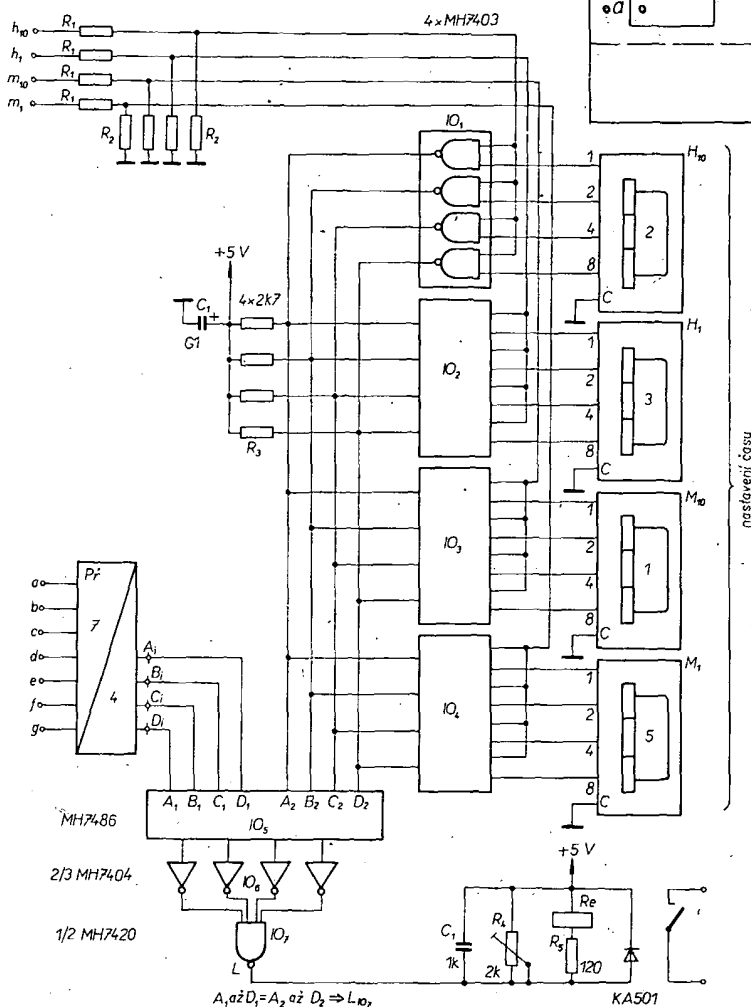 h₁₀ R₁
h₁ R₁
m₁₀ R₁
m₁ R₁
R₂ R₂
4×MH7403
a
IO₁
1
2
4
8
C
H₁₀
2
+5 V
C₁ +
G1
4×2k7
R₃
IO₂
1
2
4
8
C
H₁
3
IO₃
1
2
4
8
C
M₁₀
1
IO₄
1
2
4
8
C
M₁
5
nastavení času
Př
7
4
a
b
c
d
e
f
g
Ai
Bi
Ci
Di
A₁ B₁ C₁ D₁ A₂ B₂ C₂ D₂
MH7486
IO₅
2/3 MH7404
IO₆
1/2 MH7420
IO₇
L
A₁ až D₁ = A₂ až D₂ ⇒ L IO₇
+5 V
C₁
1k
R₄
2k
Re
R₅
120
KA501